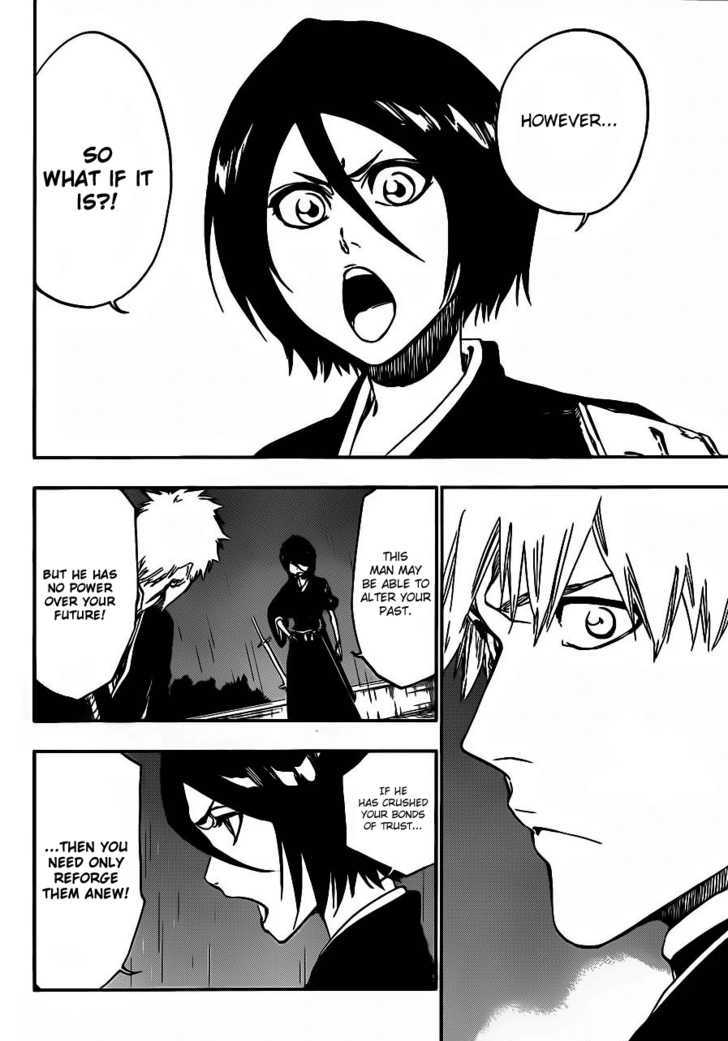 HOWEVER...
SO
WHAT IF IT
IS?!
THIS
MAN MAY
BE ABLE TO
ALTER YOUR
PAST.
BUT HE HAS
NO POWER
OVER YOUR
FUTURE!
IF HE
HAS CRUSHED
YOUR BONDS
OF TRUST...
...THEN YOU
NEED ONLY
REFORGE
THEM ANEW!